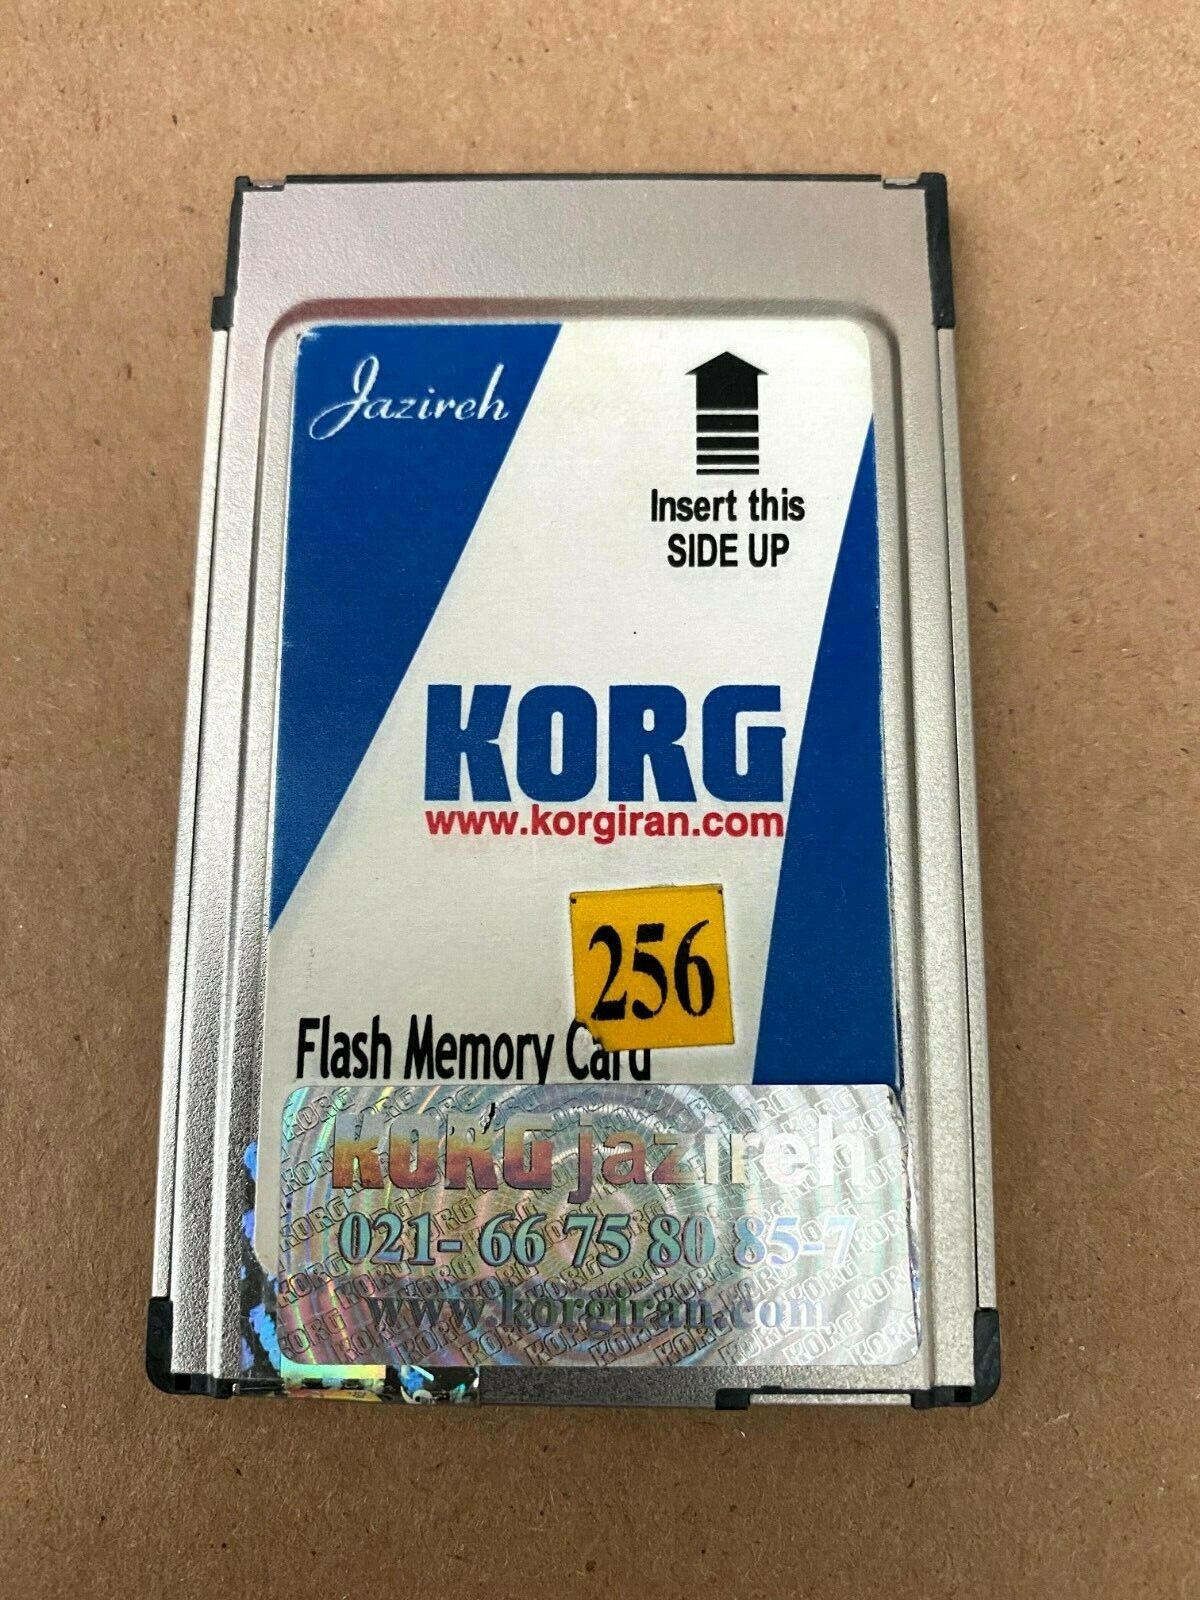 Jazireh
Insert this
SIDE UP
KORG
www.korgiran.com
256
Flash Memory Card
KORG jazireh
021- 66 75 80 85-7
www.korgiran.com